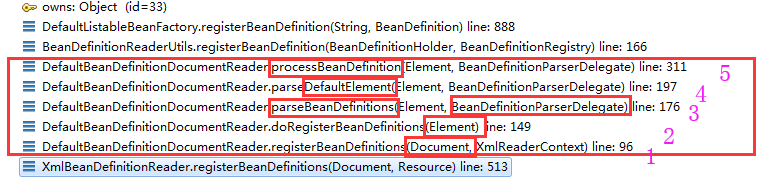 owns: Object (id=33)
DefaultListableBeanFactory.registerBeanDefinition(String, BeanDefinition) line: 888
BeanDefinitionReaderUtils.registerBeanDefinition(BeanDefinitionHolder, BeanDefinitionRegistry) line: 166
DefaultBeanDefinitionDocumentReader.processBeanDefinition(Element, BeanDefinitionParserDelegate) line: 311 5
DefaultBeanDefinitionDocumentReader.parseDefaultElement(Element, BeanDefinitionParserDelegate) line: 197 4
DefaultBeanDefinitionDocumentReader.parseBeanDefinitions(Element, BeanDefinitionParserDelegate) line: 176 3
DefaultBeanDefinitionDocumentReader.doRegisterBeanDefinitions(Element) line: 149 2
DefaultBeanDefinitionDocumentReader.registerBeanDefinitions(Document, XmlReaderContext) line: 96 1
XmlBeanDefinitionReader.registerBeanDefinitions(Document, Resource) line: 513